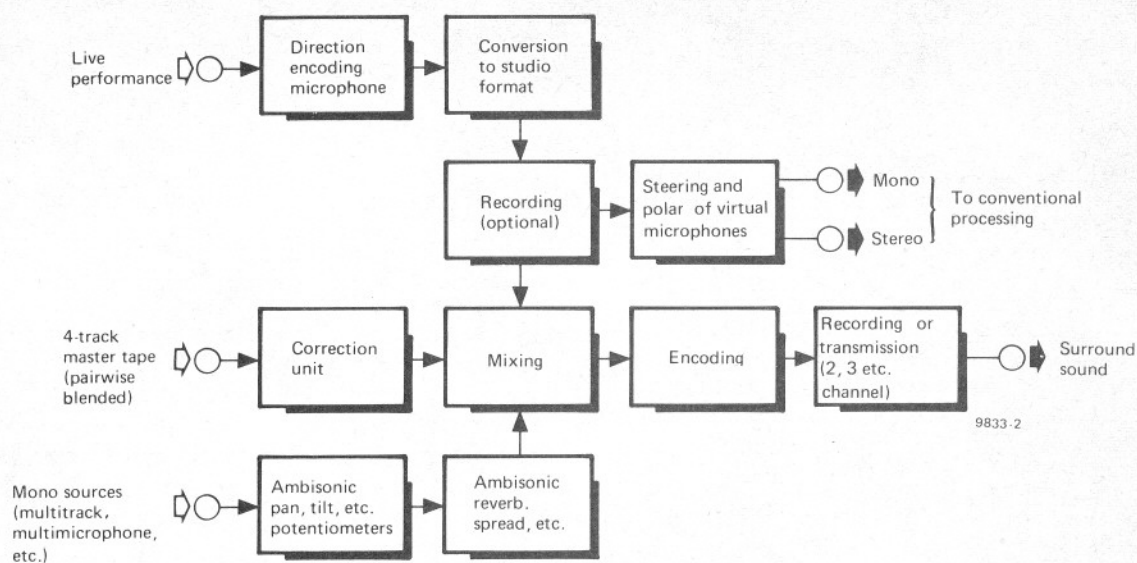 Live
performance
Direction
encoding
microphone
Conversion
to studio
format
Recording
(optional)
Steering and
polar of virtual
microphones
Mono
Stereo
To conventional
processing
4-track
master tape
(pairwise
blended)
Correction
unit
Mixing
Encoding
Recording or
transmission
(2, 3 etc.
channel)
Surround
sound
9833-2
Mono sources
(multitrack,
multimicrophone,
etc.)
Ambisonic
pan, tilt, etc.
potentiometers
Ambisonic
reverb.
spread, etc.